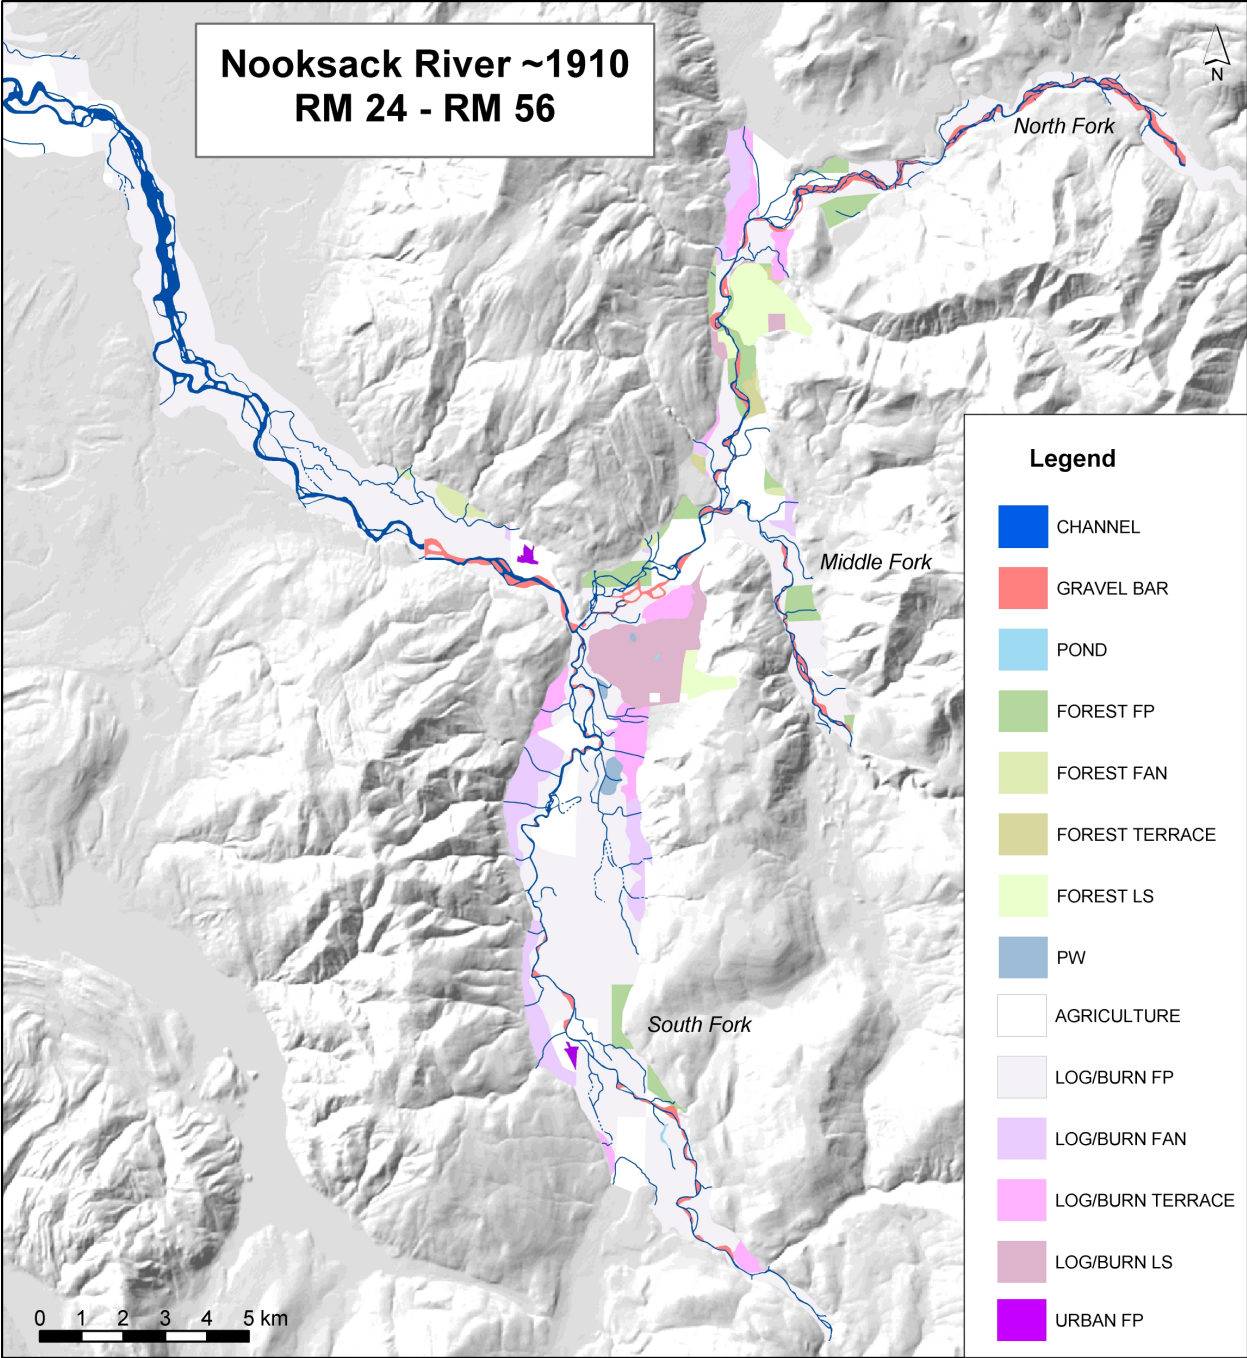 Nooksack River ~1910
RM 24 - RM 56
N
North Fork
Middle Fork
South Fork
Legend
CHANNEL
GRAVEL BAR
POND
FOREST FP
FOREST FAN
FOREST TERRACE
FOREST LS
PW
AGRICULTURE
LOG/BURN FP
LOG/BURN FAN
LOG/BURN TERRACE
LOG/BURN LS
URBAN FP
0 1 2 3 4 5 km